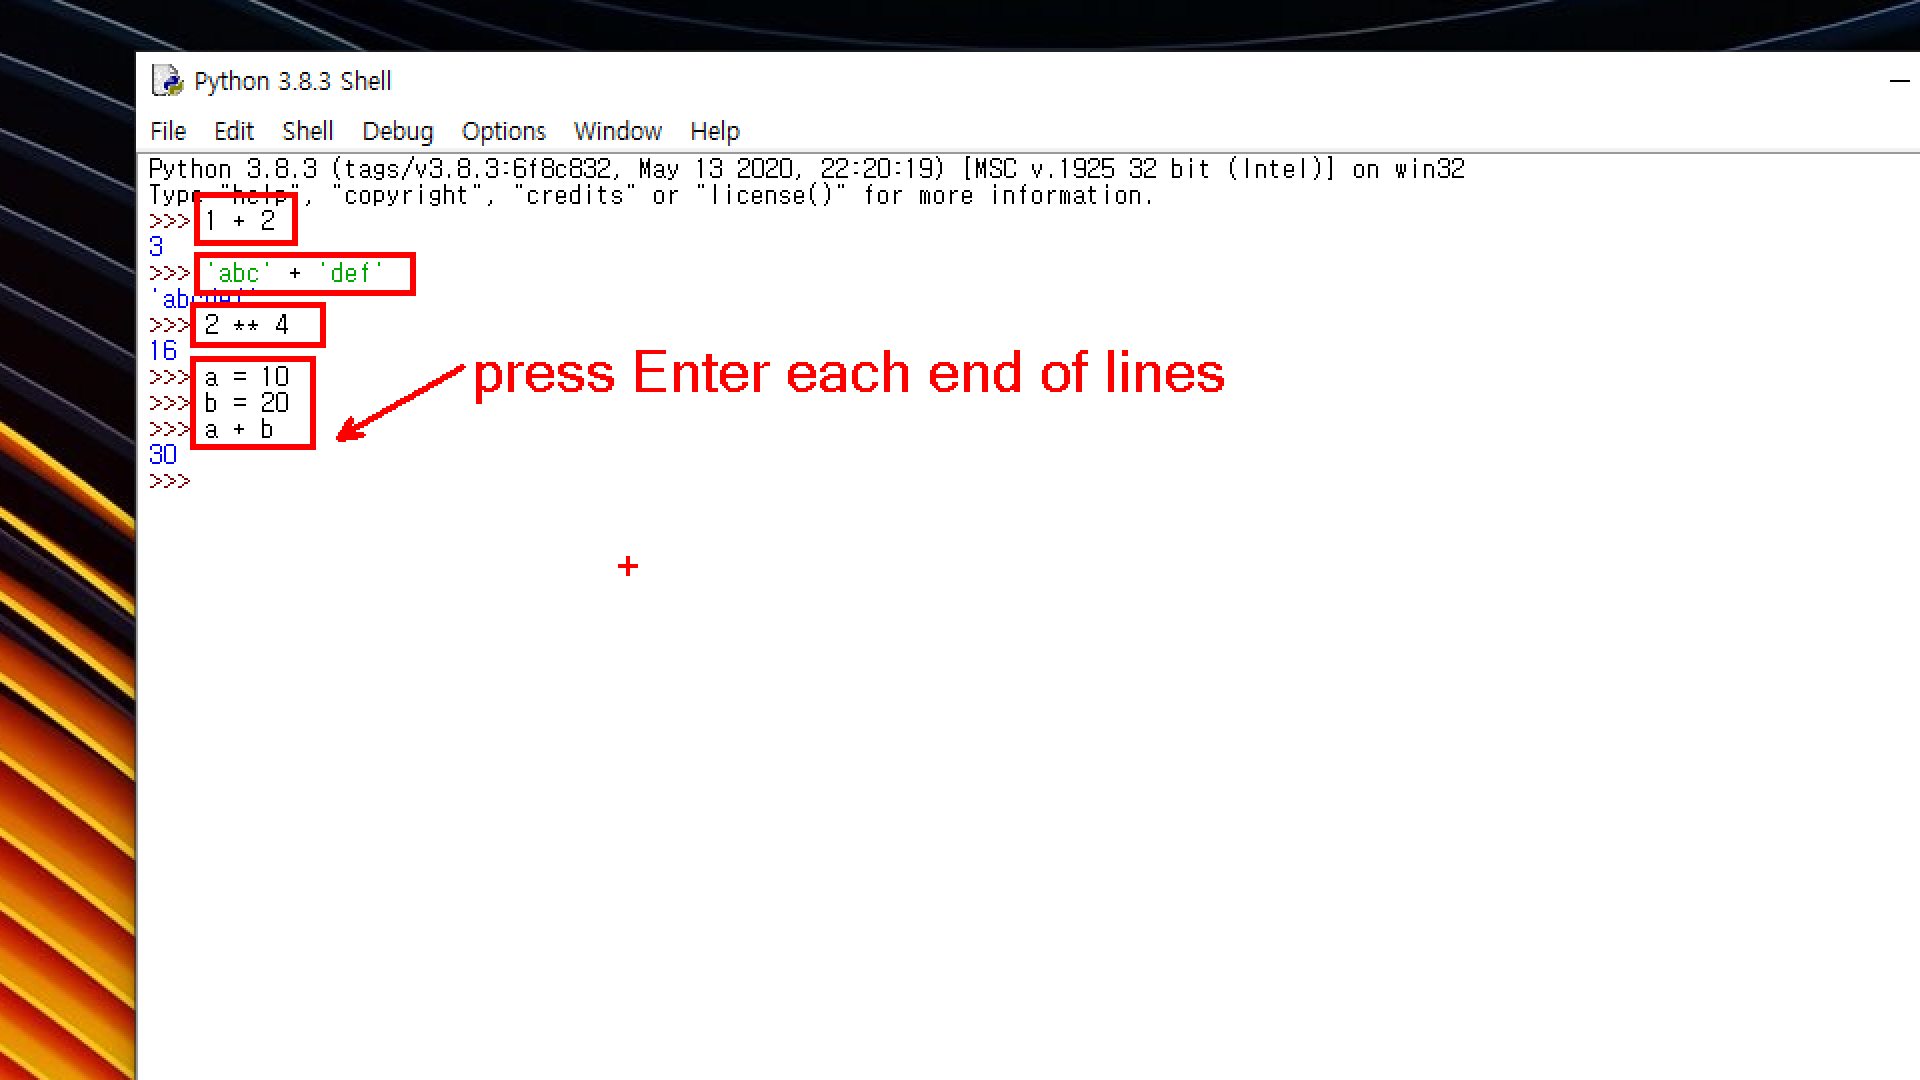 Python 3.8.3 Shell
File Edit Shell Debug Options Window Help
Python 3.8.3 (tags/v3.8.3:6f8c832, May 13 2020, 22:20:19) [MSC v.1925 32 bit (Intel)] on win32
Type "help", "copyright", "credits" or "license()" for more information.
>>> 1 + 2
3
>>> 'abc' + 'def'
'abcdef'
>>> 2 ** 4
16
>>> a = 10
>>> b = 20
>>> a + b
30
>>>
press Enter each end of lines